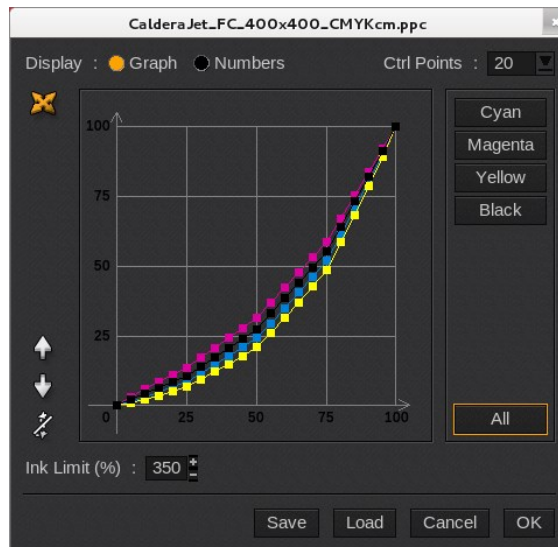 CalderaJet_FC_400x400_CMYKcm.ppc
Display : Graph Numbers Ctrl Points : 20
Cyan
Magenta
Yellow
Black
All
100
75
50
25
0 25 50 75 100
Ink Limit (%) : 350
Save Load Cancel OK